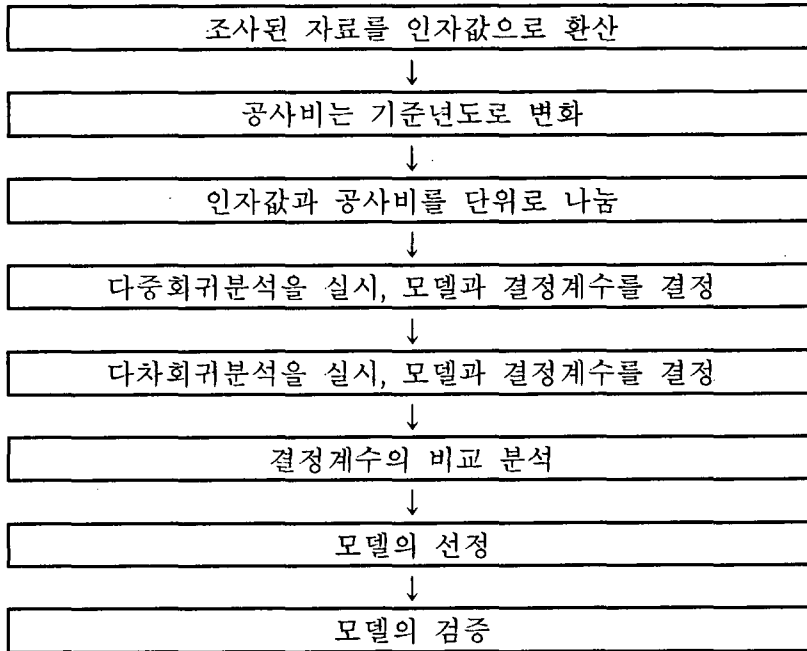 조사된 자료를 인자값으로 환산
↓
공사비는 기준년도로 변화
↓
인자값과 공사비를 단위로 나눔
↓
다중회귀분석을 실시, 모델과 결정계수를 결정
↓
다차회귀분석을 실시, 모델과 결정계수를 결정
↓
결정계수의 비교 분석
↓
모델의 선정
↓
모델의 검증